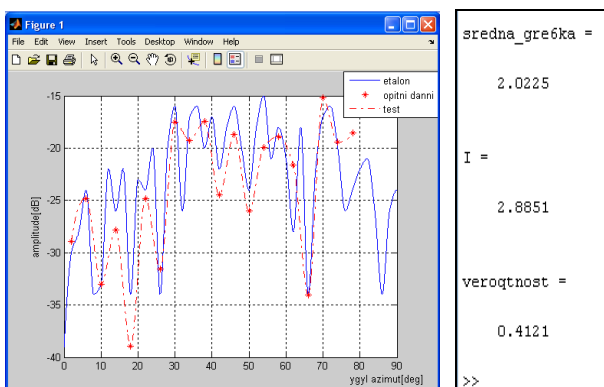 Figure 1
File Edit View Insert Tools Desktop Window Help
etalon
opitni danni
test
-15
-20
-25
-30
-35
-40
amplitude[dB]
0 10 20 30 40 50 60 70 80 90
ygyl azimut[deg]
sredna_gre6ka =
2.0225
I =
2.8851
veroqtnost =
0.4121
>>